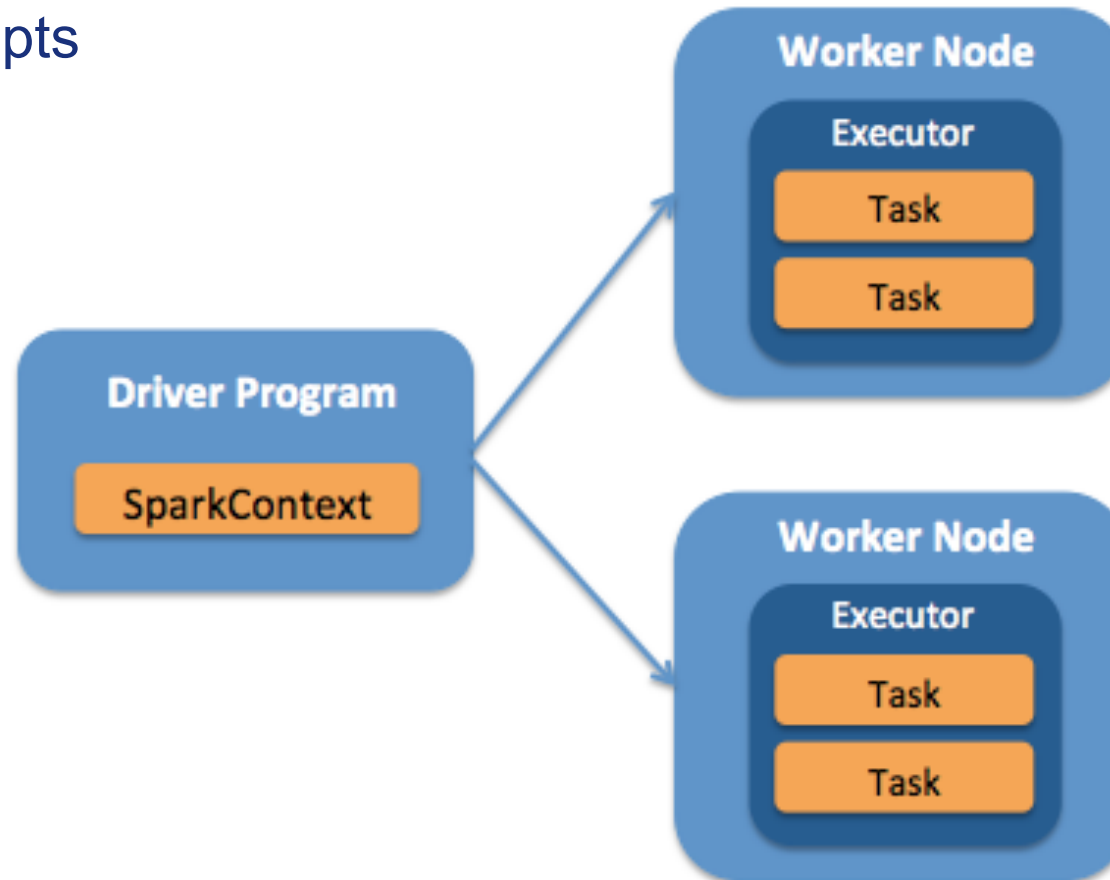 pts
Worker Node
Executor
Task
Task
Driver Program
SparkContext
Worker Node
Executor
Task
Task